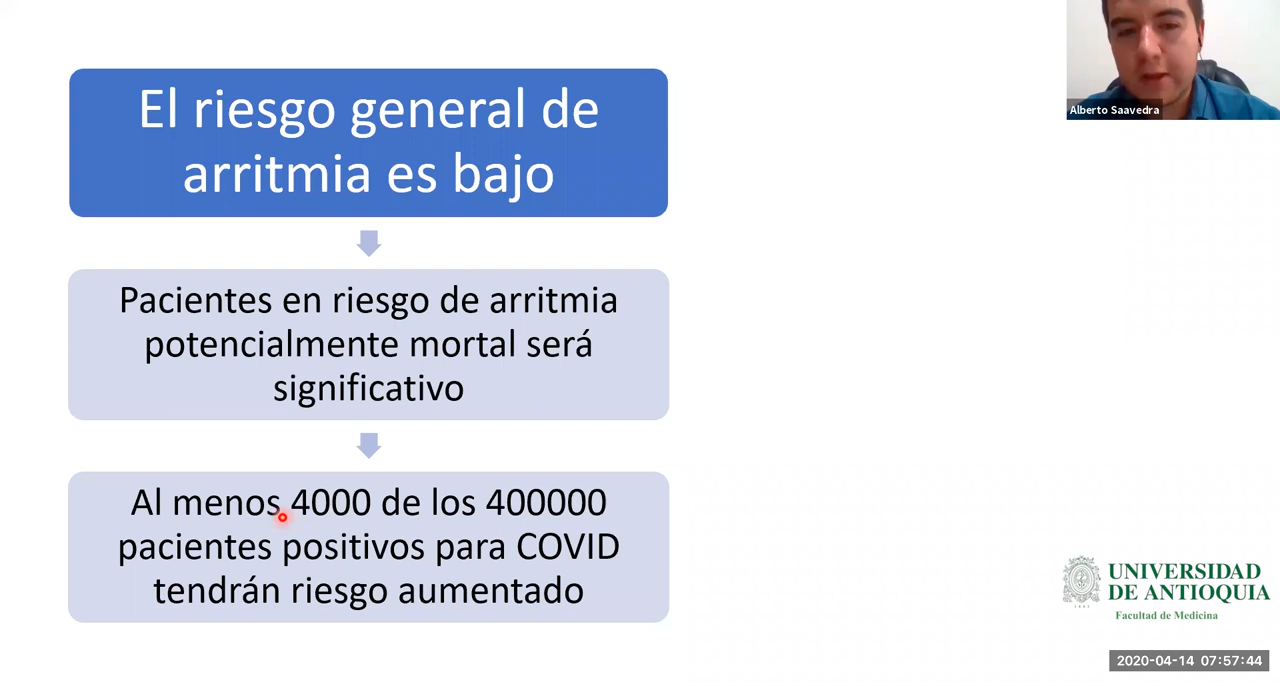 El riesgo general de
arritmia es bajo
Pacientes en riesgo de arritmia
potencialmente mortal será
significativo
Al menos 4000 de los 400000
pacientes positivos para COVID
tendrán riesgo aumentado
Alberto Saavedra
UNIVERSIDAD
DE ANTIOQUIA
Facultad de Medicina
2020-04-14 07:57:44